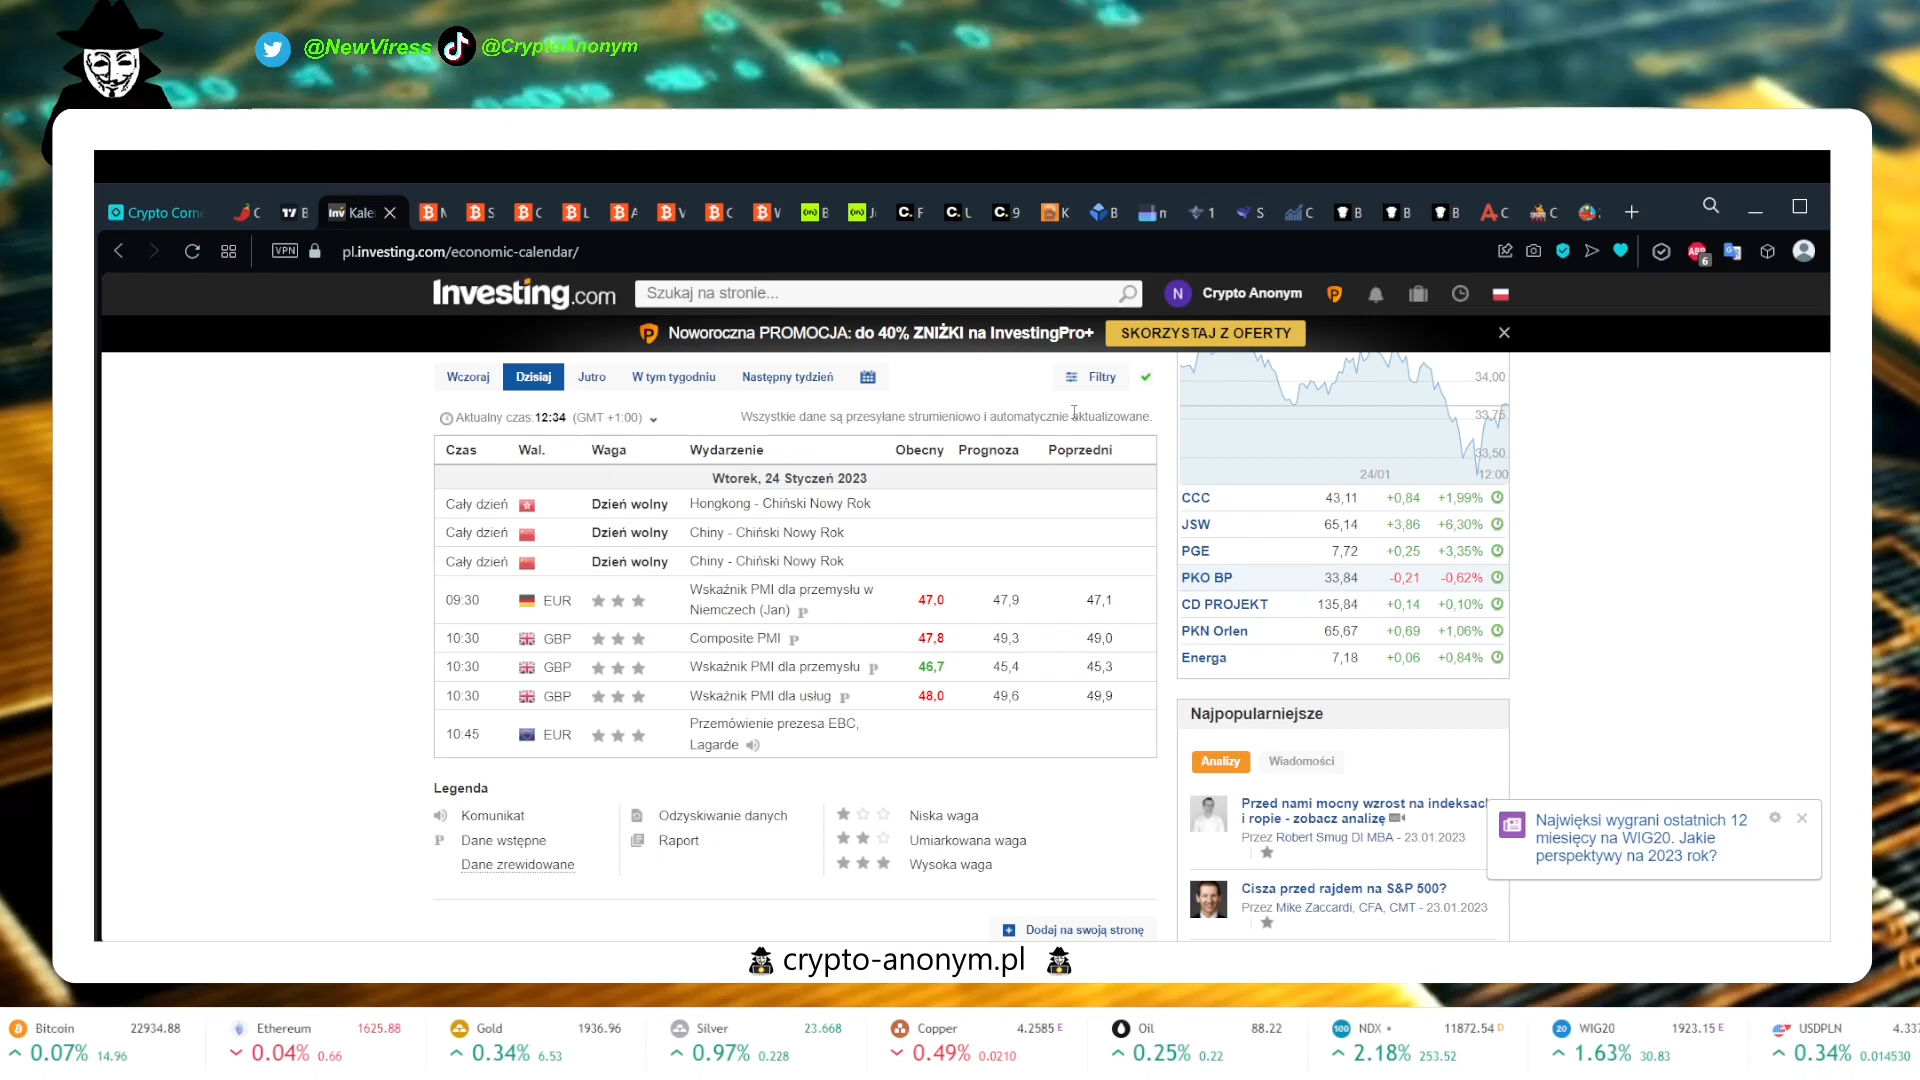 @NewViress @CryptoAnonym
Crypto Corne
Kale
VPN pl.investing.com/economic-calendar/
Investing.com Szukaj na stronie... N Crypto Anonym
Noworoczna PROMOCJA: do 40% ZNIŻKI na InvestingPro+ SKORZYSTAJ Z OFERTY
Wczoraj Dzisiaj Jutro W tym tygodniu Następny tydzień Filtry
Aktualny czas:12:34 (GMT +1:00) Wszystkie dane są przesyłane strumieniowo i automatycznie aktualizowane.
Czas Wal. Waga Wydarzenie Obecny Prognoza Poprzedni
Wtorek, 24 Styczeń 2023
Cały dzień Dzień wolny Hongkong - Chiński Nowy Rok
Cały dzień Dzień wolny Chiny - Chiński Nowy Rok
Cały dzień Dzień wolny Chiny - Chiński Nowy Rok
09:30 EUR Wskaźnik PMI dla przemysłu w
Niemczech (Jan) P 47,0 47,9 47,1
10:30 GBP Composite PMI P 47,8 49,3 49,0
10:30 GBP Wskaźnik PMI dla przemysłu P 46,7 45,4 45,3
10:30 GBP Wskaźnik PMI dla usług P 48,0 49,6 49,9
10:45 EUR Przemówienie prezesa EBC,
Lagarde
Legenda
Komunikat Odzyskiwanie danych Niska waga
P Dane wstępne Raport Umiarkowana waga
Dane zrewidowane Wysoka waga
Dodaj na swoją stronę
34,00
33,75
33,50
24/01 12:00
CCC 43,11 +0,84 +1,99%
JSW 65,14 +3,86 +6,30%
PGE 7,72 +0,25 +3,35%
PKO BP 33,84 -0,21 -0,62%
CD PROJEKT 135,84 +0,14 +0,10%
PKN Orlen 65,67 +0,69 +1,06%
Energa 7,18 +0,06 +0,84%
Najpopularniejsze
Analizy Wiadomości
Przed nami mocny wzrost na indeksach
i ropie - zobacz analizę
Przez Robert Smug DI MBA - 23.01.2023
Cisza przed rajdem na S&P 500?
Przez Mike Zaccardi, CFA, CMT - 23.01.2023
Najwięksi wygrani ostatnich 12
miesięcy na WIG20. Jakie
perspektywy na 2023 rok?
crypto-anonym.pl
Bitcoin 22934.88 Ethereum 1625.88 Gold 1936.96 Silver 23.668 Copper 4.2585 E Oil 88.22 NDX 11872.54 D WIG20 1923.15 E USDPLN
0.07% 14.96 0.04% 0.66 0.34% 6.53 0.97% 0.228 0.49% 0.0210 0.25% 0.22 2.18% 253.52 1.63% 30.83 0.34% 0.014530